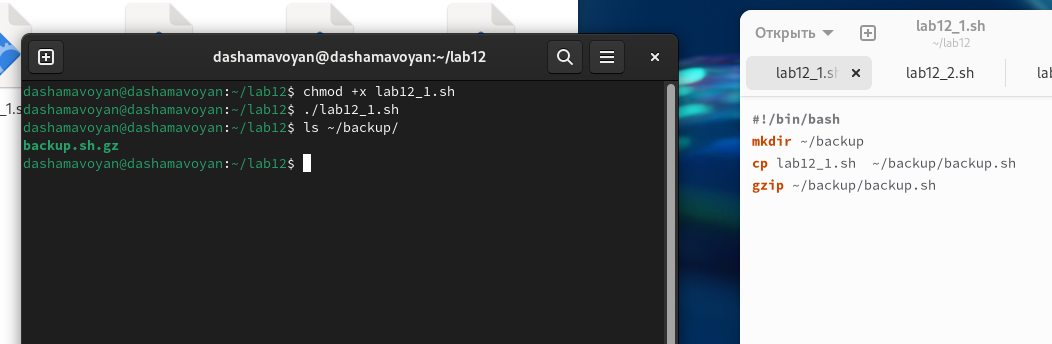 dashamavoyan@dashamavoyan:~/lab12
dashamavoyan@dashamavoyan:~/lab12$ chmod +x lab12_1.sh
dashamavoyan@dashamavoyan:~/lab12$ ./lab12_1.sh
dashamavoyan@dashamavoyan:~/lab12$ ls ~/backup/
backup.sh.gz
dashamavoyan@dashamavoyan:~/lab12$
_1.s
Открыть
lab12_1.sh
~/lab12
lab12_1.sh
lab12_2.sh
la
#!/bin/bash
mkdir ~/backup
cp lab12_1.sh  ~/backup/backup.sh
gzip ~/backup/backup.sh